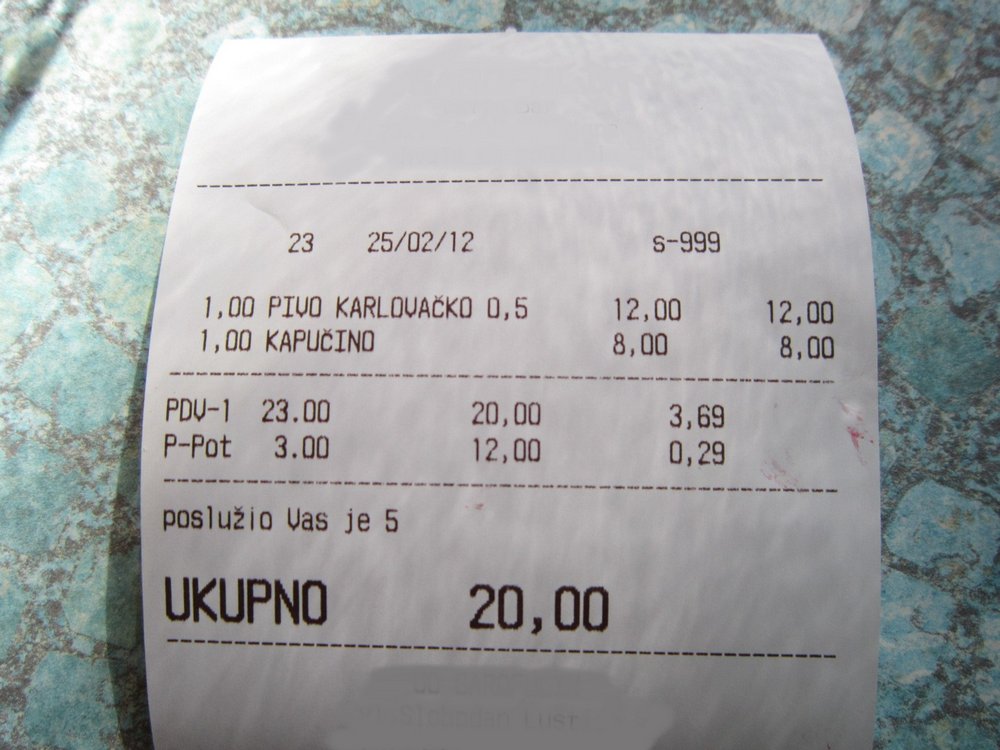 23 25/02/12 s-999
1,00 PIVO KARLOVAČKO 0,5 12,00 12,00
1,00 KAPUČINO 8,00 8,00
PDV-1 23.00 20,00 3,69
P-Pot 3.00 12,00 0,29
poslužio Vas je 5
UKUPNO 20,00
Slobodan